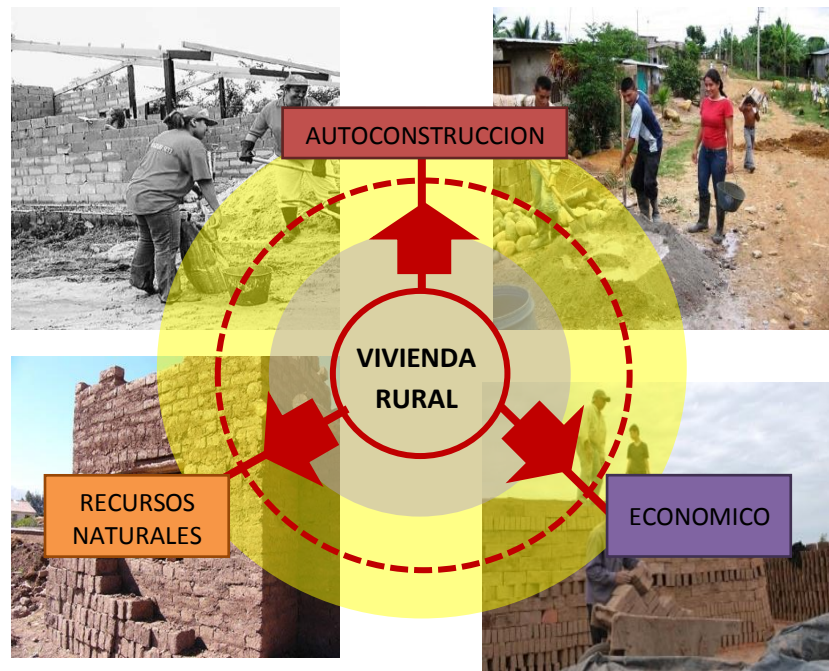 AUTOCONSTRUCCION
VIVIENDA
RURAL
RECURSOS
NATURALES
ECONOMICO